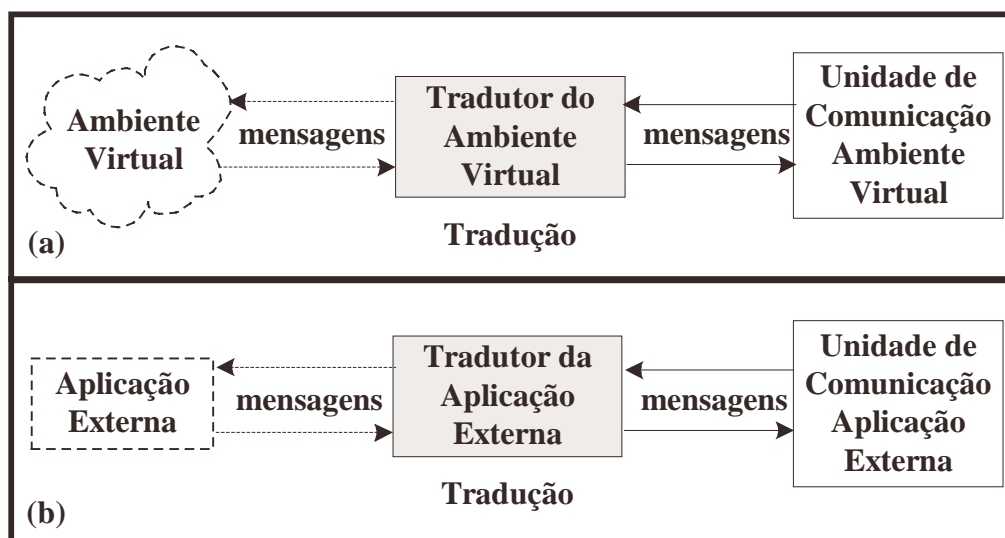 Ambiente
Virtual
mensagens
Tradutor do
Ambiente
Virtual
mensagens
Unidade de
Comunicação
Ambiente
Virtual
Tradução
(a)
Aplicação
Externa
mensagens
Tradutor da
Aplicação
Externa
mensagens
Unidade de
Comunicação
Aplicação
Externa
Tradução
(b)